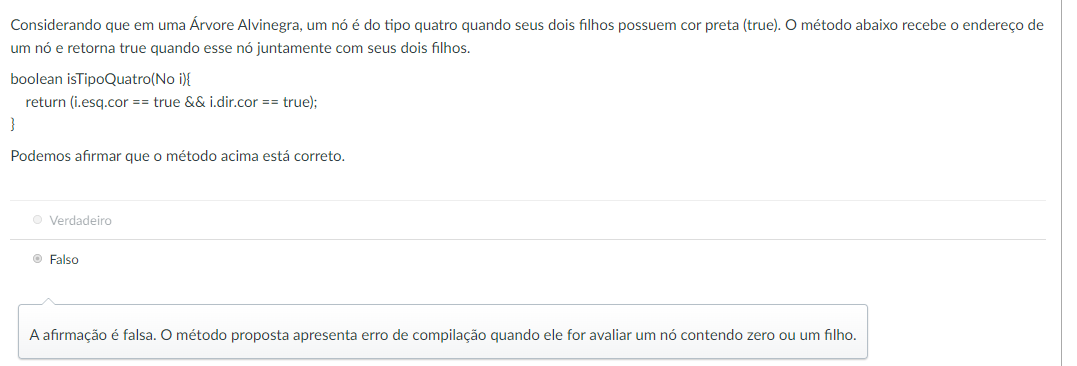 Considerando que em uma Árvore Alvinegra, um nó é do tipo quatro quando seus dois filhos possuem cor preta (true). O método abaixo recebe o endereço de
um nó e retorna true quando esse nó juntamente com seus dois filhos.
boolean isTipoQuatro(No i){
return (i.esq.cor == true && i.dir.cor == true);
}
Podemos afirmar que o método acima está correto.
Verdadeiro
Falso
A afirmação é falsa. O método proposta apresenta erro de compilação quando ele for avaliar um nó contendo zero ou um filho.